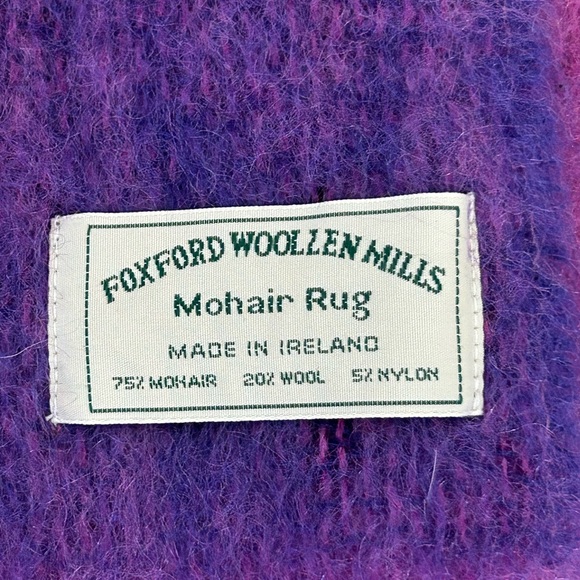 FOXFORD WOOLLEN MILLS
Mohair Rug
MADE IN IRELAND
75% MOHAIR 20% WOOL 5% NYLON